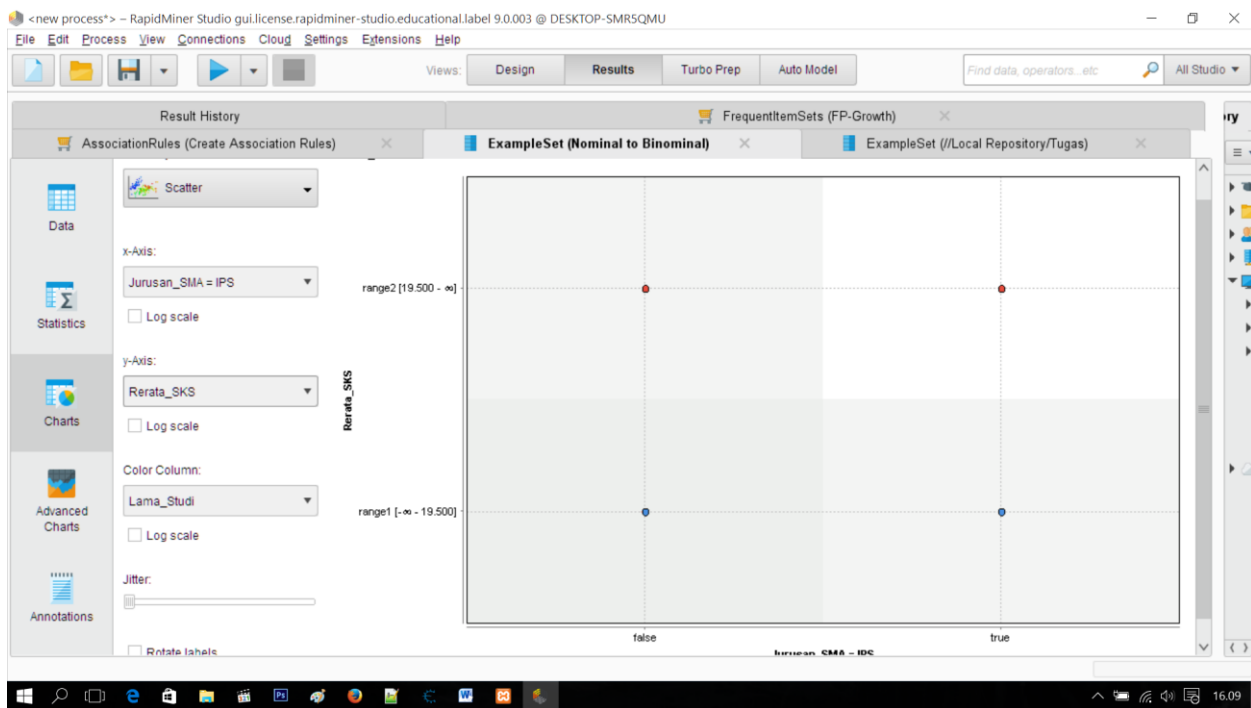 <new process*> – RapidMiner Studio gui.license.rapidminer-studio.educational.label 9.0.003 @ DESKTOP-SMR5QMU
File Edit Process View Connections Cloud Settings Extensions Help
Views: Design Results Turbo Prep Auto Model Find data, operators...etc All Studio
Result History FrequentItemSets (FP-Growth)
AssociationRules (Create Association Rules) ExampleSet (Nominal to Binominal) ExampleSet (//Local Repository/Tugas)
Data
Statistics
Charts
Advanced
Charts
Annotations
Scatter
x-Axis:
Jurusan_SMA = IPS
Log scale
y-Axis:
Rerata_SKS
Log scale
Color Column:
Lama_Studi
Log scale
Jitter:
Rotate labels
Rerata_SKS
range2 [19.500 - ∞]
range1 [-∞ - 19.500]
false true
Jurusan_SMA = IPS
16.09